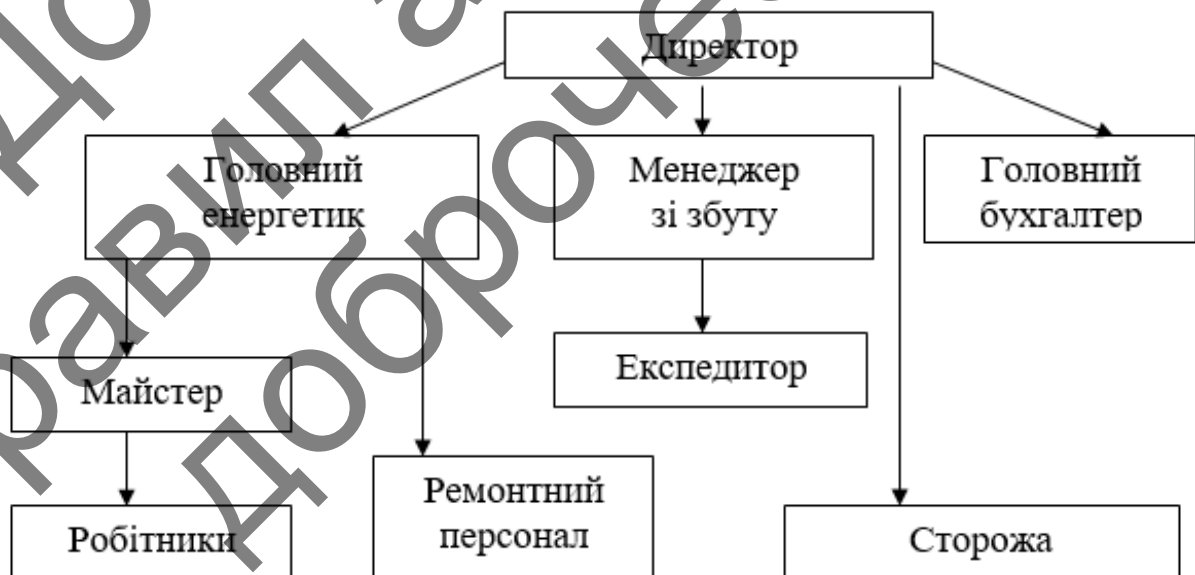 Директор
Головний
енергетик
Менеджер
зі збуту
Головний
бухгалтер
Експедитор
Майстер
Ремонтний
персонал
Робітники
Сторожа